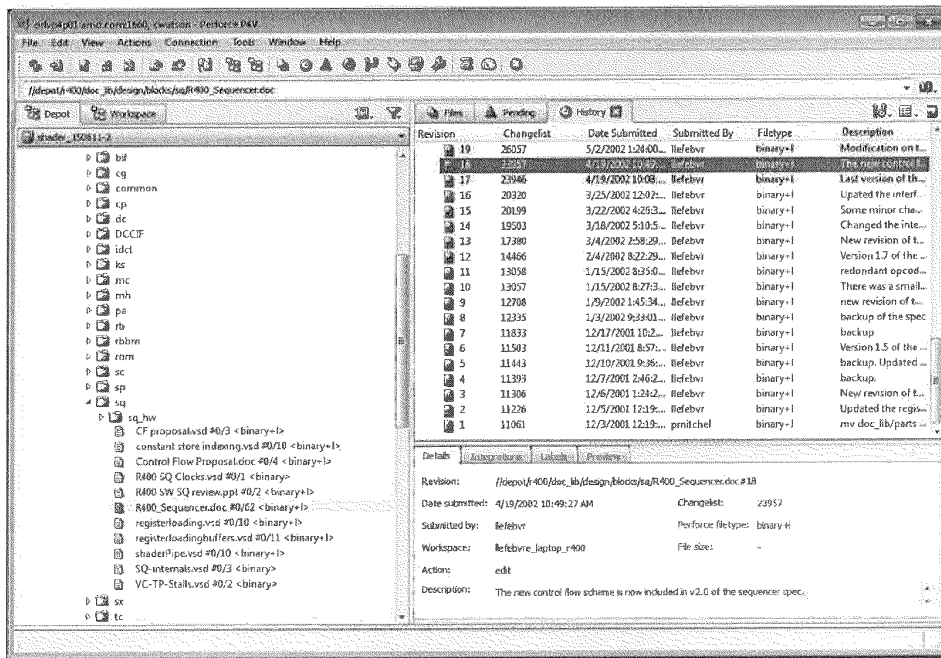 cwatson - Perforce P4V
File Edit View Actions Connection Tools Window Help
//depot/r400/doc_lib/design/blocks/sq/R400_Sequencer.doc
Depot Workspace
shader_150811-2
bif
cg
common
cp
dc
DCCIF
idct
ks
mc
mh
pa
rb
rbbm
rom
sc
sp
sq
sq_hw
CF proposal.vsd #0/3 <binary+l>
constant store indexing.vsd #0/10 <binary+l>
Control Flow Proposal.doc #0/4 <binary+l>
R400 SQ Clocks.vsd #0/1 <binary>
R400 SW SQ review.ppt #0/2 <binary+l>
R400_Sequencer.doc #0/62 <binary+l>
registerloading.vsd #0/10 <binary+l>
registerloadingbuffers.vsd #0/11 <binary+l>
shaderPipe.vsd #0/10 <binary+l>
SQ-internals.vsd #0/3 <binary>
VC-TP-Stalls.vsd #0/2 <binary>
sx
tc
Files Pending History
Revision Changelist Date Submitted Submitted By Filetype Description
19 26057 5/2/2002 1:24:00... llefebvr binary+l Modification on t...
18 23957 4/19/2002 10:49:... llefebvr binary+l The new control f...
17 23946 4/19/2002 10:03:... llefebvr binary+l Last version of th...
16 20320 3/25/2002 12:02:... llefebvr binary+l Upated the interf...
15 20199 3/22/2002 4:26:3... llefebvr binary+l Some minor cha...
14 19503 3/18/2002 5:10:5... llefebvr binary+l Changed the inte...
13 17380 3/4/2002 2:58:29... llefebvr binary+l New revision of t...
12 14466 2/4/2002 8:22:29... llefebvr binary+l Version 1.7 of the ...
11 13058 1/15/2002 8:35:0... llefebvr binary+l redondant opcod...
10 13057 1/15/2002 8:27:3... llefebvr binary+l There was a small...
9 12708 1/9/2002 1:45:34... llefebvr binary+l new revision of t...
8 12335 1/3/2002 9:33:01... llefebvr binary+l backup of the spec
7 11833 12/17/2001 10:2... llefebvr binary+l backup
6 11503 12/11/2001 8:57:... llefebvr binary+l Version 1.5 of the ...
5 11443 12/10/2001 9:36:... llefebvr binary+l backup. Updated ...
4 11393 12/7/2001 2:46:2... llefebvr binary+l backup.
3 11306 12/6/2001 1:24:2... llefebvr binary+l New revision of t...
2 11226 12/5/2001 12:19:... llefebvr binary+l Updated the regis...
1 11061 12/3/2001 12:19:... pmitchel binary+l mv doc_lib/parts ...
Details Integrations Labels Preview
Revision: //depot/r400/doc_lib/design/blocks/sq/R400_Sequencer.doc#18
Date submitted: 4/19/2002 10:49:27 AM Changelist: 23957
Submitted by: llefebvr Perforce filetype: binary+l
Workspace: llefebvre_laptop_r400 File size: -
Action: edit
Description: The new control flow scheme is now included in v2.0 of the sequencer spec.